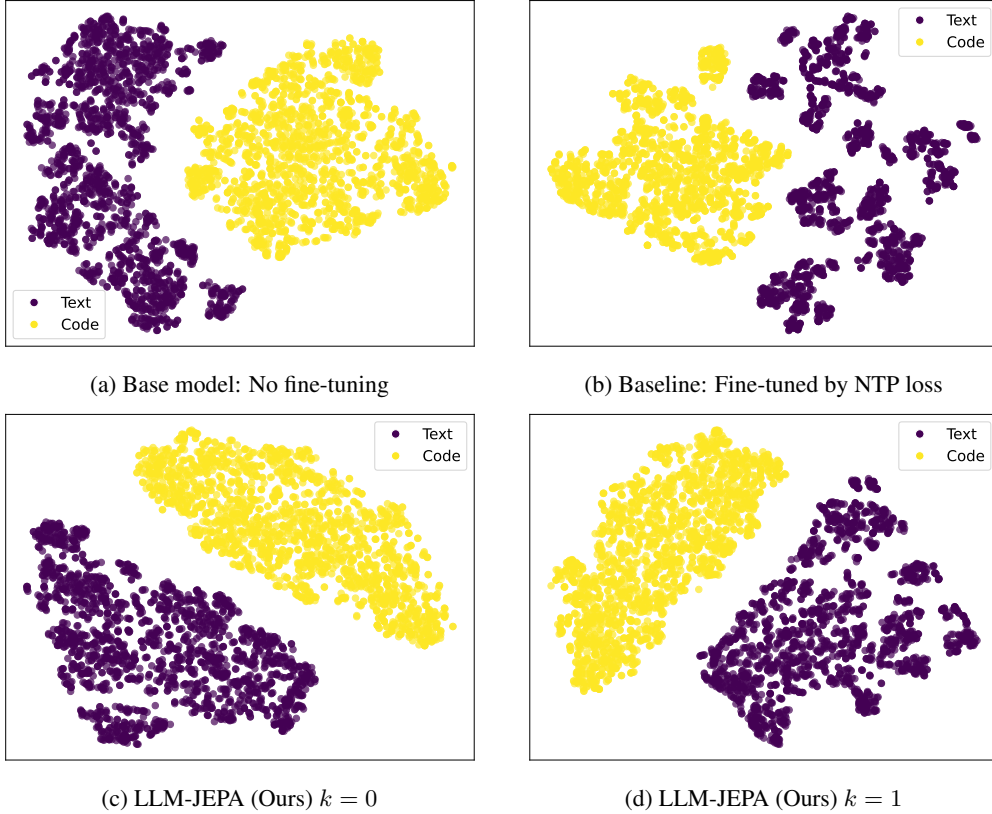 Text
Code
Text
Code
(a) Base model: No fine-tuning
(b) Baseline: Fine-tuned by NTP loss
Text
Code
Text
Code
(c) LLM-JEPA (Ours) k = 0
(d) LLM-JEPA (Ours) k = 1